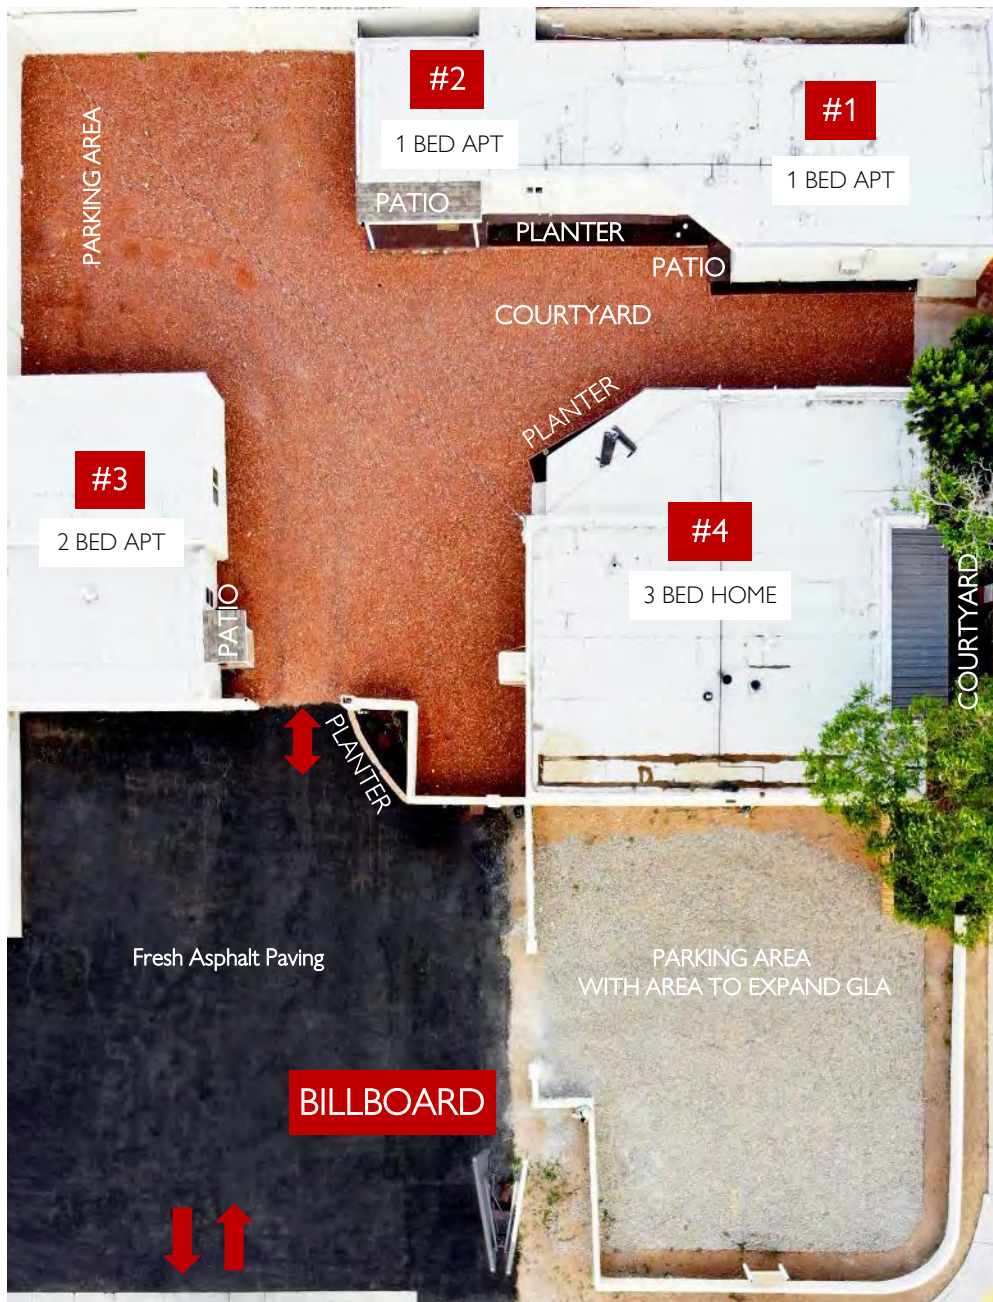 #2
1 BED APT
#1
1 BED APT
PARKING AREA
PATIO
PLANTER
PATIO
COURTYARD
PLANTER
#3
2 BED APT
#4
3 BED HOME
PATIO
COURTYARD
PLANTER
Fresh Asphalt Paving
PARKING AREA
WITH AREA TO EXPAND GLA
BILLBOARD